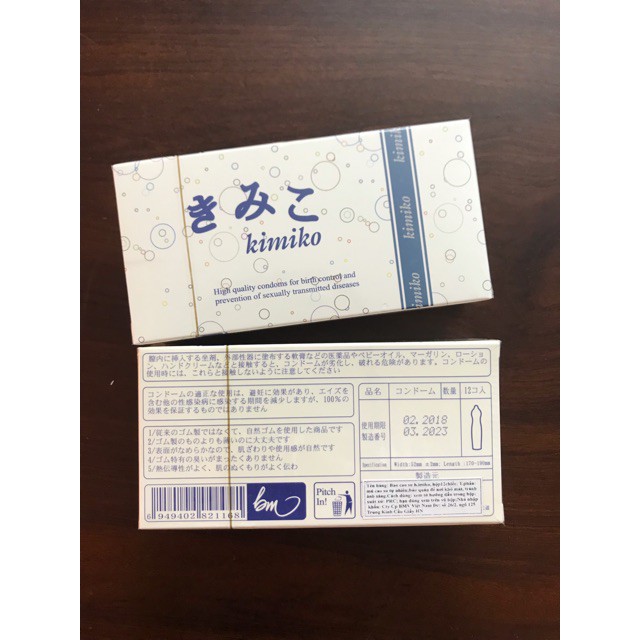 きみこ
kimiko
High quality condoms for birth control and
prevention of sexually transmitted diseases
kimiko
kimiko
kimiko
膣内に挿入する坐剤、外部性器に塗布する軟膏などの医薬品やベビーオイル、マーガリン、ローショ
ン、ハンドクリームなどと接触すると、コンドームが劣化し、破れる危険があります。コンドームの
使用時には、これらと接触しないように注意してください
コンドームの適正な使用は、避妊に効果があり、エイズを
含む他の性感染病に感染する期間を減少しますが、100%の
効果を保証するものではありません
1/従来のゴム製ではなくて、自然ゴムを使用した商品です
2/ゴム製のものよりも薄いのに大丈夫です
3/表面がなめらかなので、肌ざわりや使用感が自然です
4/ゴム特有の臭いがまったくありません
5/熱伝導性がよく、肌のぬくもりがよく伝わ
品名 コンドーム 数量 12コ入
使用期限 02.2018
製造番号 03.2023
製造元
Pitch
In!
6 949402 821168